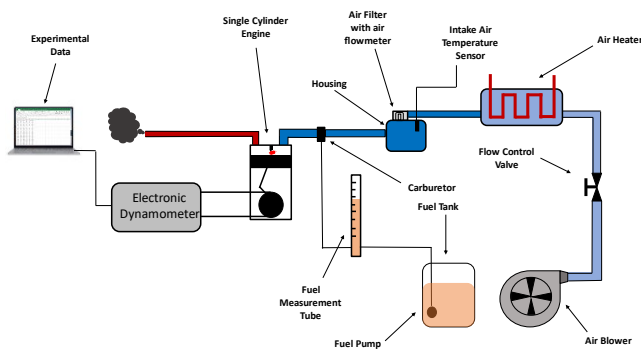 Experimental
Data
Single Cylinder
Engine
Air Filter
with air
flowmeter
Intake Air
Temperature
Sensor
Air Heater
Housing
Flow Control
Valve
Electronic
Dynamometer
Carburetor
Fuel Tank
Fuel
Measurement
Tube
Fuel Pump
Air Blower